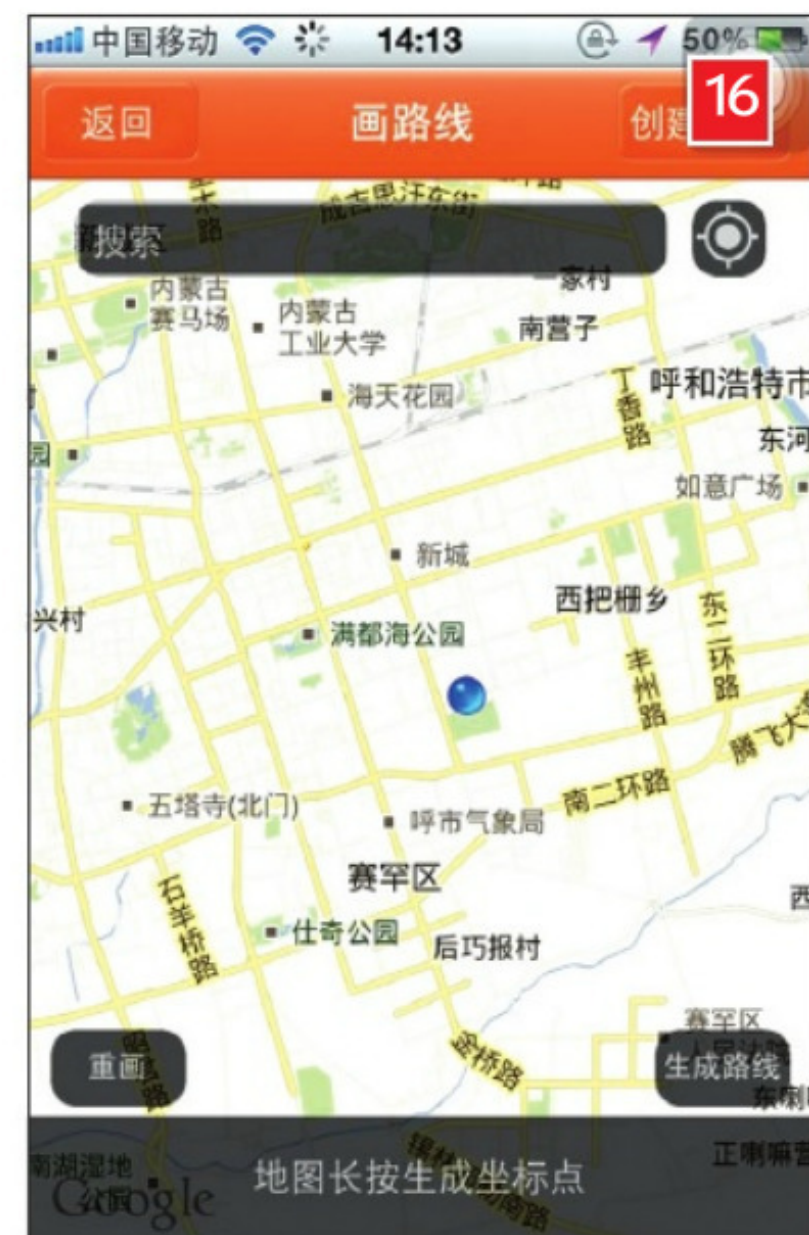 中国移动 14:13 50%
16
返回 画路线 创建
成吉思汗东街
搜索
内蒙古
赛马场
内蒙古
工业大学
家村
南营子
海天花园
丁香路
呼和浩特市
东河
园
如意广场
新城
西把栅乡
兴村
满都海公园
东二环路
丰州路
腾飞大
五塔寺(北门)
呼市气象局
南二环路
赛罕区
西
石羊桥路
仕奇公园
后巧报村
赛罕区
金桥路
重画
生成路线
正喇嘛营
南湖湿地
公园
地图长按生成坐标点
Google